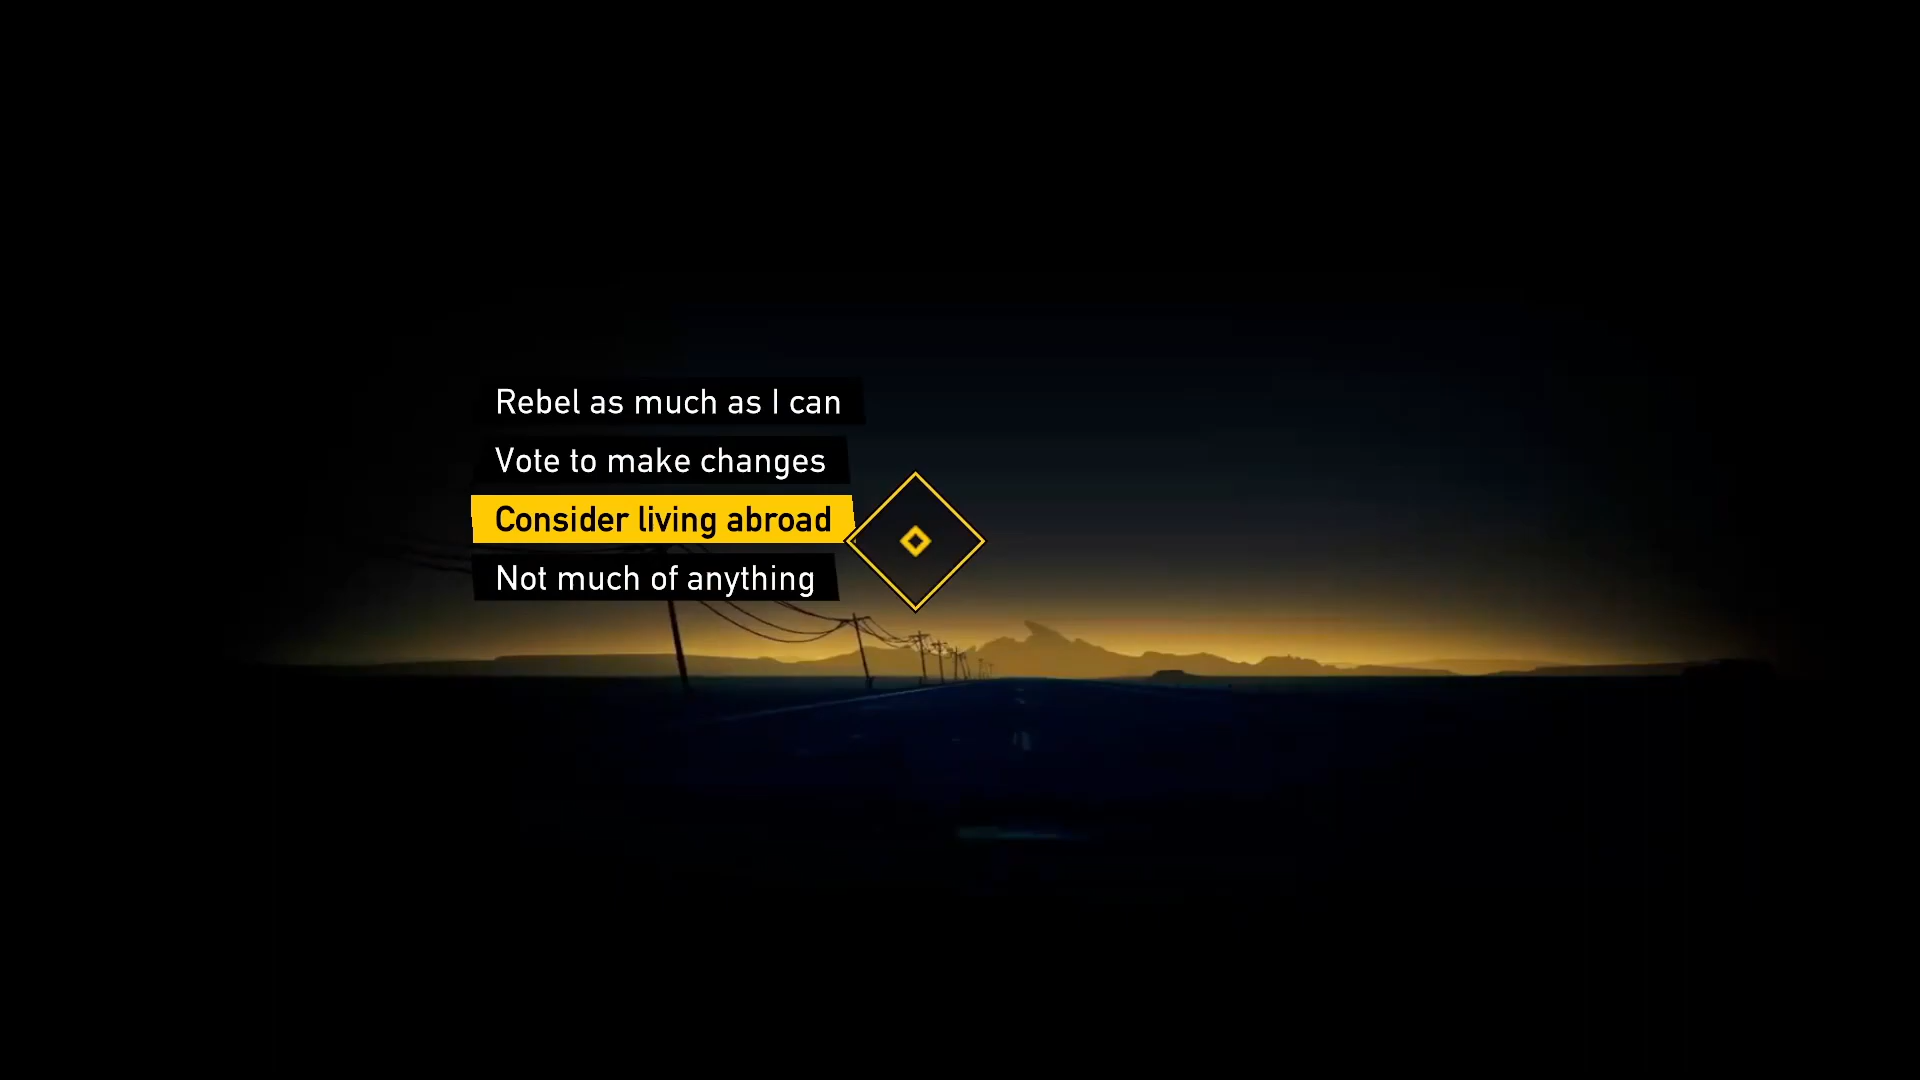 Rebel as much as I can
Vote to make changes
Consider living abroad
Not much of anything